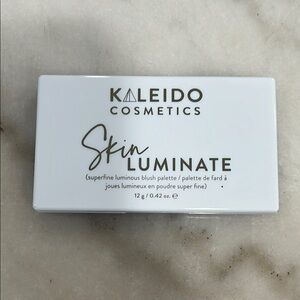 KALEIDO
COSMETICS
Skin
LUMINATE
(superfine luminous blush palette / palette de fard à
joues lumineux en poudre super fine)
12 g / 0.42 oz. ℮